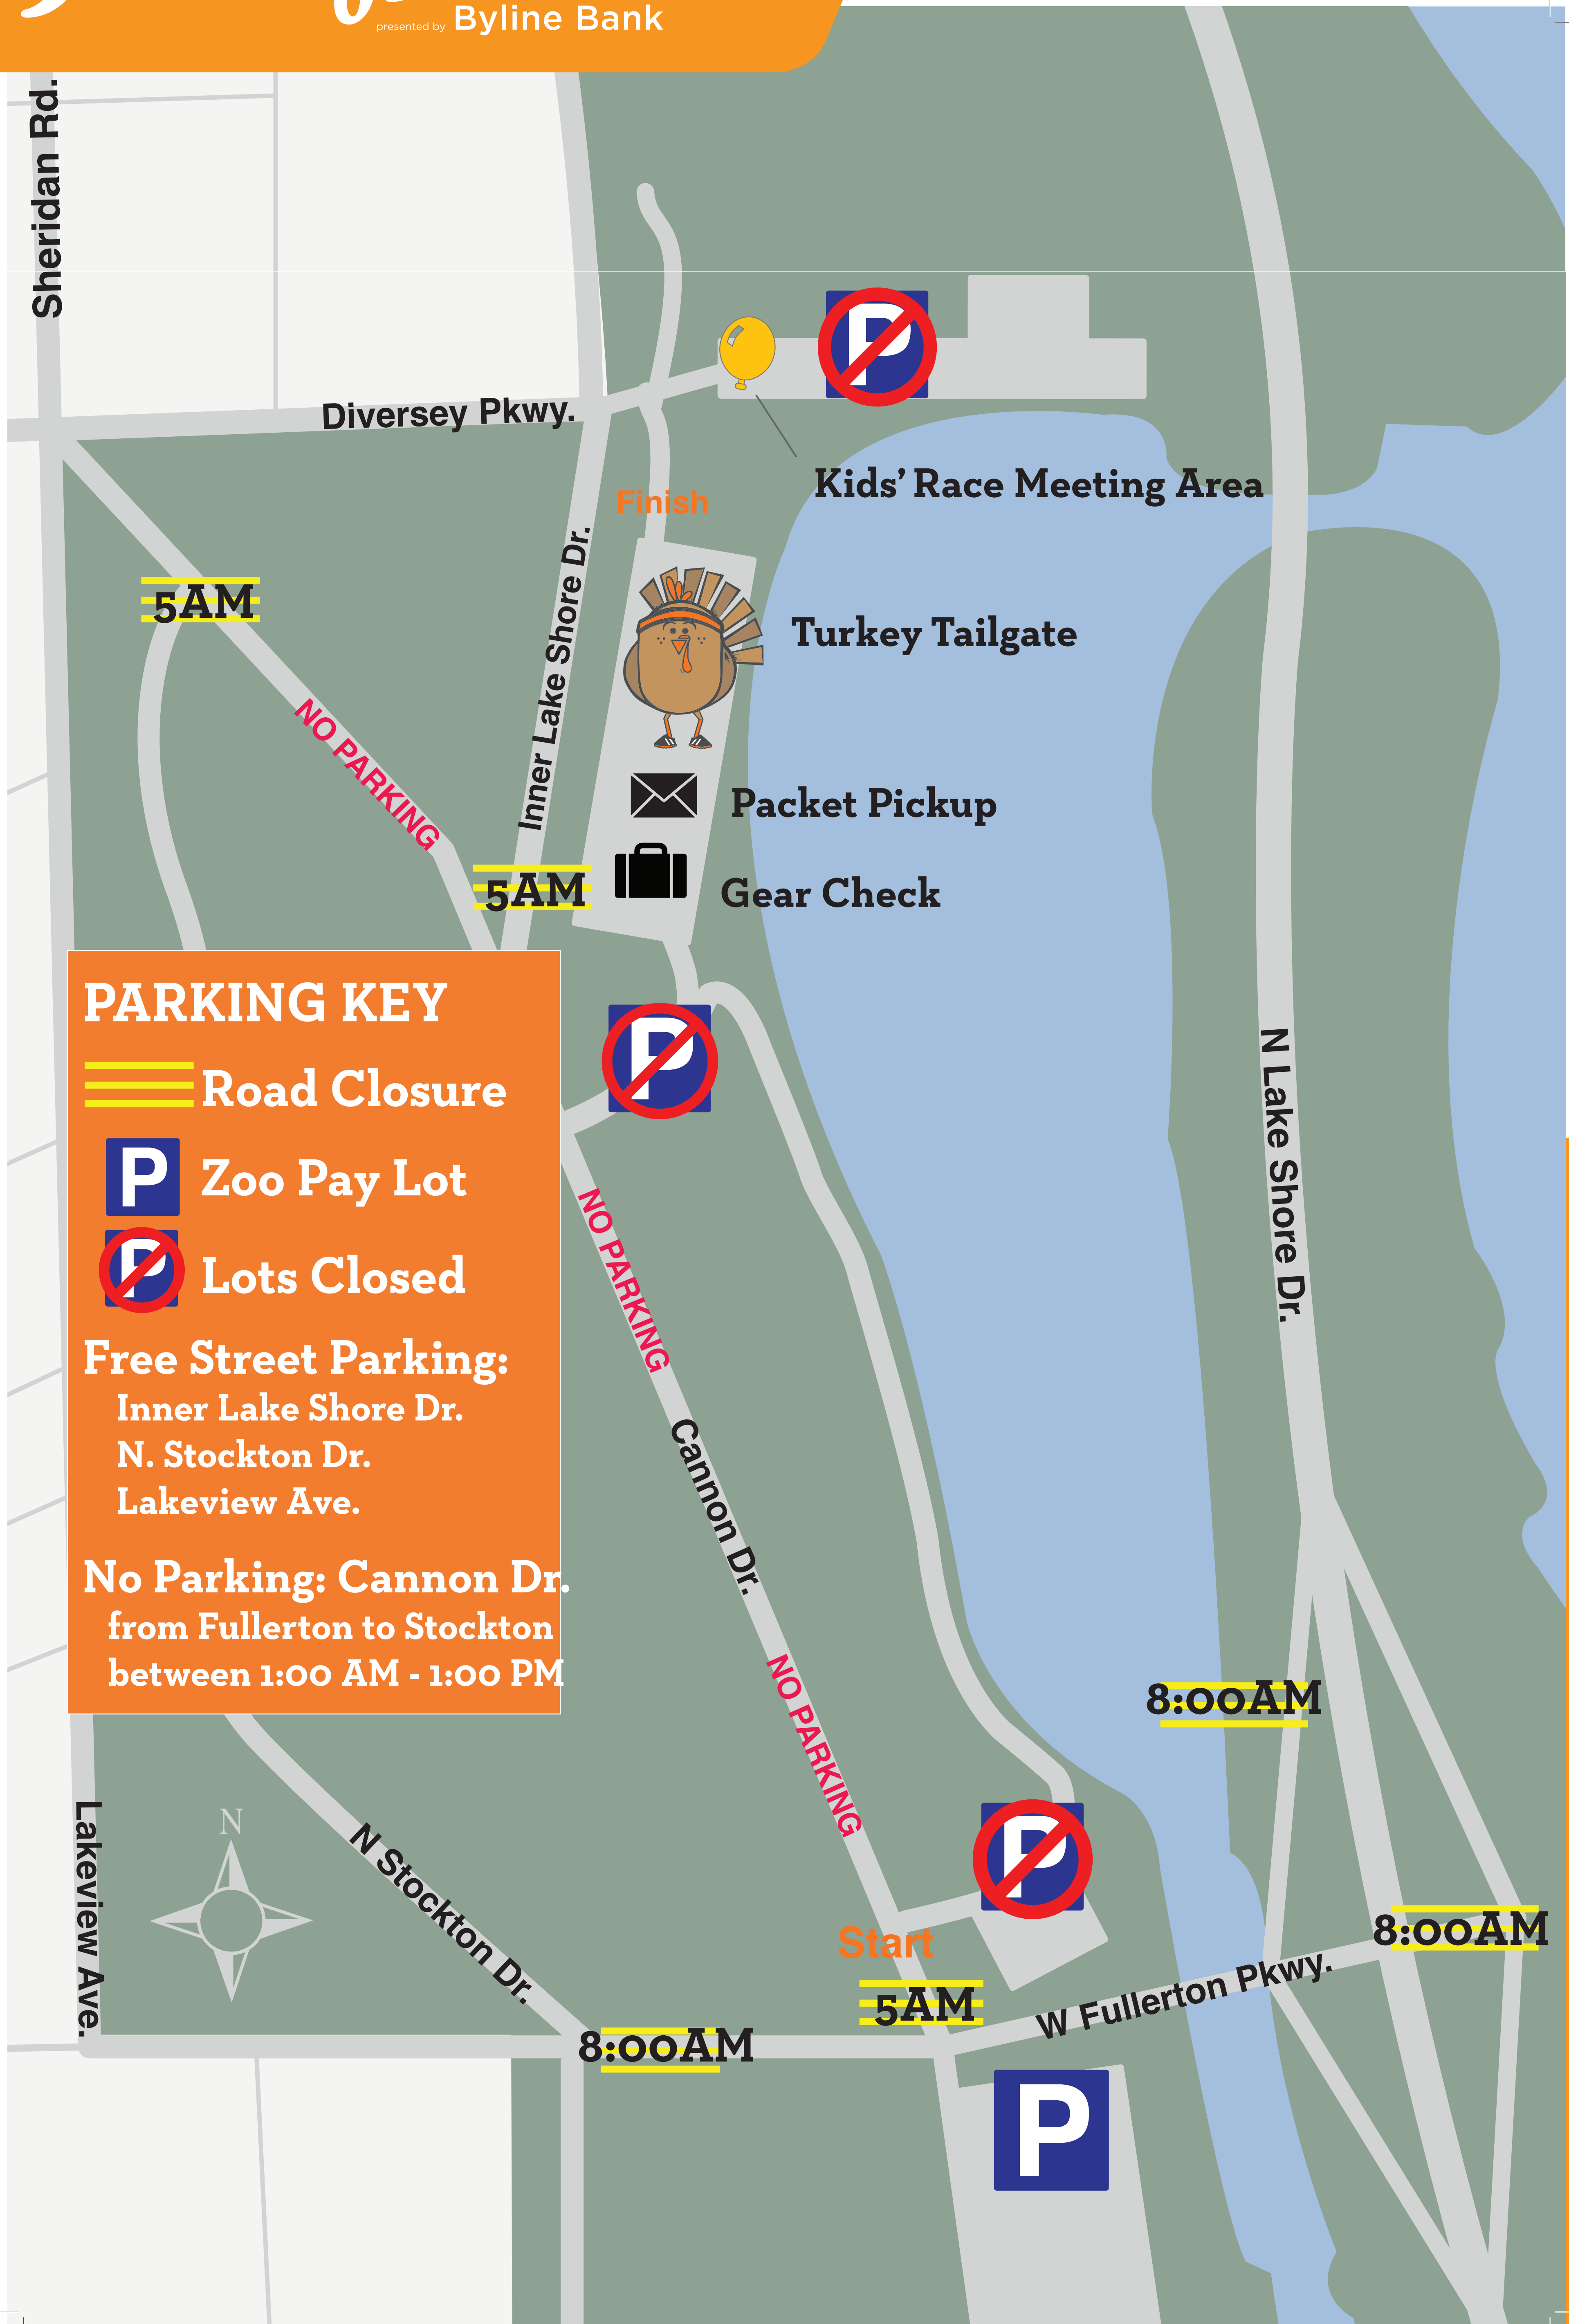 presented by Byline Bank
Sheridan Rd.
P
Diversey Pkwy.
Kids' Race Meeting Area
Finish
Inner Lake Shore Dr.
5AM
Turkey Tailgate
NO PARKING
Packet Pickup
5AM
Gear Check
PARKING KEY
Road Closure
P Zoo Pay Lot
P Lots Closed
Free Street Parking:
Inner Lake Shore Dr.
N. Stockton Dr.
Lakeview Ave.
No Parking: Cannon Dr.
from Fullerton to Stockton
between 1:00 AM - 1:00 PM
P
N Lake Shore Dr.
NO PARKING
Cannon Dr.
NO PARKING
8:00AM
P
N
Lakeview Ave.
N Stockton Dr.
Start
8:00AM
5AM
W Fullerton Pkwy.
8:00AM
P